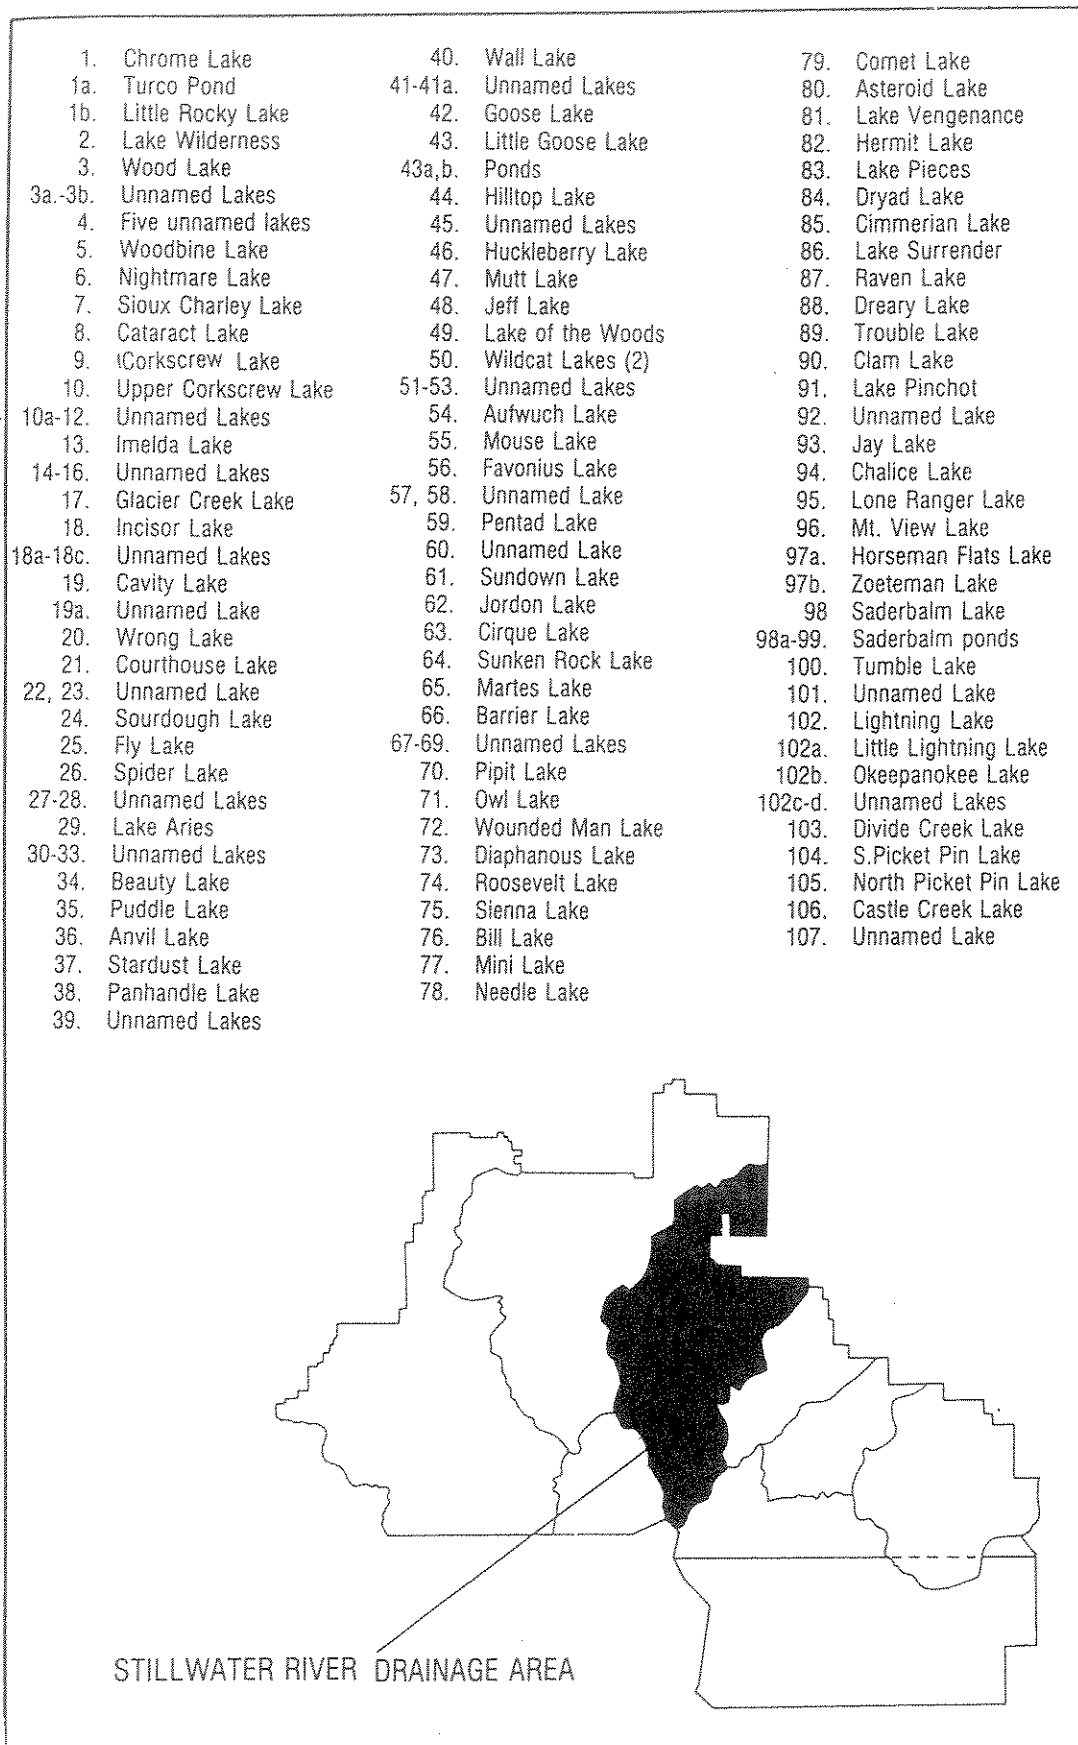 1. Chrome Lake
1a. Turco Pond
1b. Little Rocky Lake
2. Lake Wilderness
3. Wood Lake
3a.-3b. Unnamed Lakes
4. Five unnamed lakes
5. Woodbine Lake
6. Nightmare Lake
7. Sioux Charley Lake
8. Cataract Lake
9. Corkscrew Lake
10. Upper Corkscrew Lake
10a-12. Unnamed Lakes
13. Imelda Lake
14-16. Unnamed Lakes
17. Glacier Creek Lake
18. Incisor Lake
18a-18c. Unnamed Lakes
19. Cavity Lake
19a. Unnamed Lake
20. Wrong Lake
21. Courthouse Lake
22, 23. Unnamed Lake
24. Sourdough Lake
25. Fly Lake
26. Spider Lake
27-28. Unnamed Lakes
29. Lake Aries
30-33. Unnamed Lakes
34. Beauty Lake
35. Puddle Lake
36. Anvil Lake
37. Stardust Lake
38. Panhandle Lake
39. Unnamed Lakes
40. Wall Lake
41-41a. Unnamed Lakes
42. Goose Lake
43. Little Goose Lake
43a,b. Ponds
44. Hilltop Lake
45. Unnamed Lakes
46. Huckleberry Lake
47. Mutt Lake
48. Jeff Lake
49. Lake of the Woods
50. Wildcat Lakes (2)
51-53. Unnamed Lakes
54. Aufwuch Lake
55. Mouse Lake
56. Favonius Lake
57, 58. Unnamed Lake
59. Pentad Lake
60. Unnamed Lake
61. Sundown Lake
62. Jordon Lake
63. Cirque Lake
64. Sunken Rock Lake
65. Martes Lake
66. Barrier Lake
67-69. Unnamed Lakes
70. Pipit Lake
71. Owl Lake
72. Wounded Man Lake
73. Diaphanous Lake
74. Roosevelt Lake
75. Sienna Lake
76. Bill Lake
77. Mini Lake
78. Needle Lake
79. Comet Lake
80. Asteroid Lake
81. Lake Vengenance
82. Hermit Lake
83. Lake Pieces
84. Dryad Lake
85. Cimmerian Lake
86. Lake Surrender
87. Raven Lake
88. Dreary Lake
89. Trouble Lake
90. Clam Lake
91. Lake Pinchot
92. Unnamed Lake
93. Jay Lake
94. Chalice Lake
95. Lone Ranger Lake
96. Mt. View Lake
97a. Horseman Flats Lake
97b. Zoeteman Lake
98 Saderbalm Lake
98a-99. Saderbalm ponds
100. Tumble Lake
101. Unnamed Lake
102. Lightning Lake
102a. Little Lightning Lake
102b. Okeepanokee Lake
102c-d. Unnamed Lakes
103. Divide Creek Lake
104. S.Picket Pin Lake
105. North Picket Pin Lake
106. Castle Creek Lake
107. Unnamed Lake
STILLWATER RIVER DRAINAGE AREA